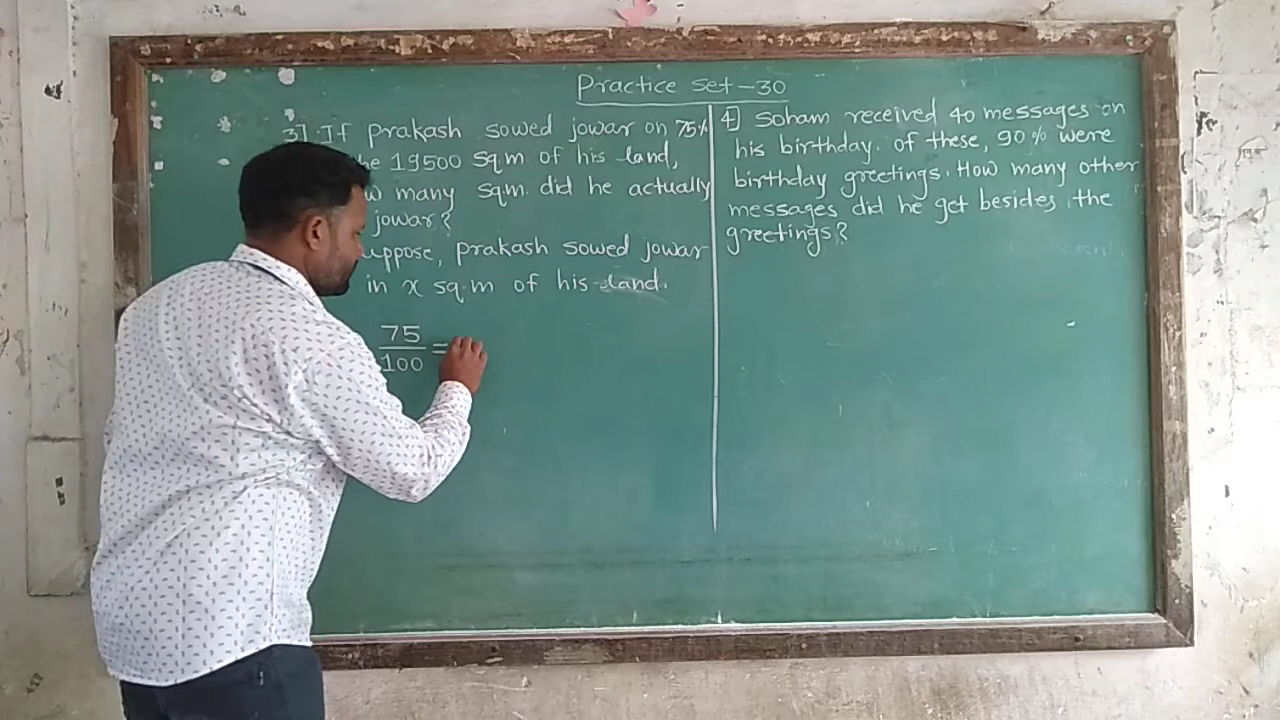 Practice Set-30
3] If prakash sowed jowar on 75%
he 19500 sq.m of his land,
w many sqm. did he actually
jowar?
uppose, prakash sowed jowar
in x sq.m of his land.
75
100 =
4] Soham received 40 messages on
his birthday. of these, 90% were
birthday greetings. How many other
messages did he get besides the
greetings?